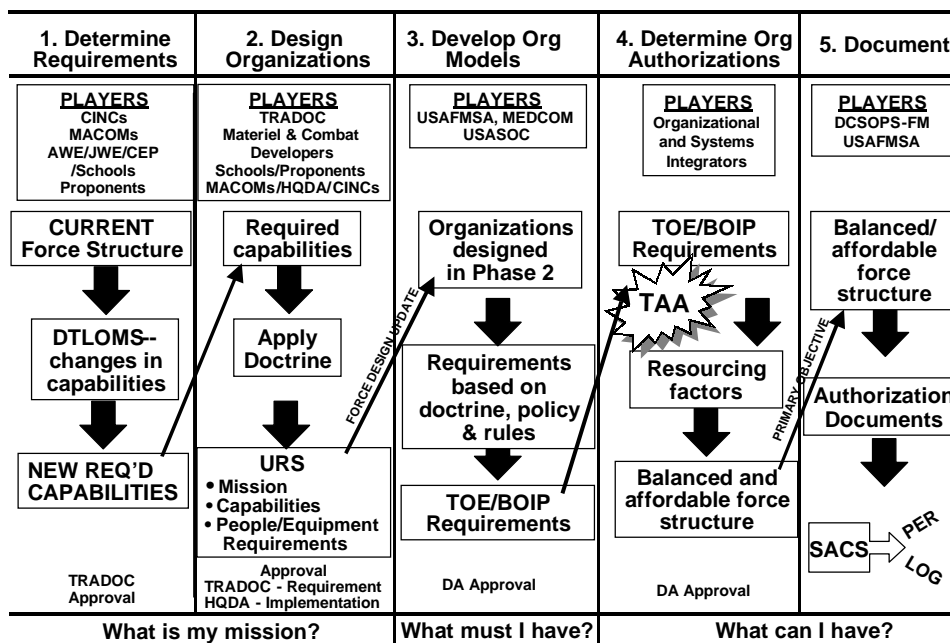 1. Determine
Requirements
PLAYERS
CINCs
MACOMs
AWE/JWE/CEP
/Schools
Proponents
CURRENT
Force Structure
DTLOMS--
changes in
capabilities
NEW REQ'D
CAPABILITIES
TRADOC
Approval
2. Design
Organizations
PLAYERS
TRADOC
Materiel & Combat
Developers
Schools/Proponents
MACOMs/HQDA/CINCs
Required
capabilities
Apply
Doctrine
URS
• Mission
• Capabilities
• People/Equipment
Requirements
Approval
TRADOC - Requirement
HQDA - Implementation
What is my mission?
FORCE DESIGN UPDATE
3. Develop Org
Models
PLAYERS
USAFMSA, MEDCOM
USASOC
Organizations
designed
in Phase 2
Requirements
based on
doctrine, policy
& rules
TOE/BOIP
Requirements
DA Approval
What must I have?
4. Determine Org
Authorizations
PLAYERS
Organizational
and Systems
Integrators
TOE/BOIP
Requirements
TAA
Resourcing
factors
Balanced and
affordable force
structure
DA Approval
PRIMARY OBJECTIVE
5. Document
PLAYERS
DCSOPS-FM
USAFMSA
Balanced/
affordable
force
structure
Authorization
Documents
SACS
PER
LOG
What can I have?